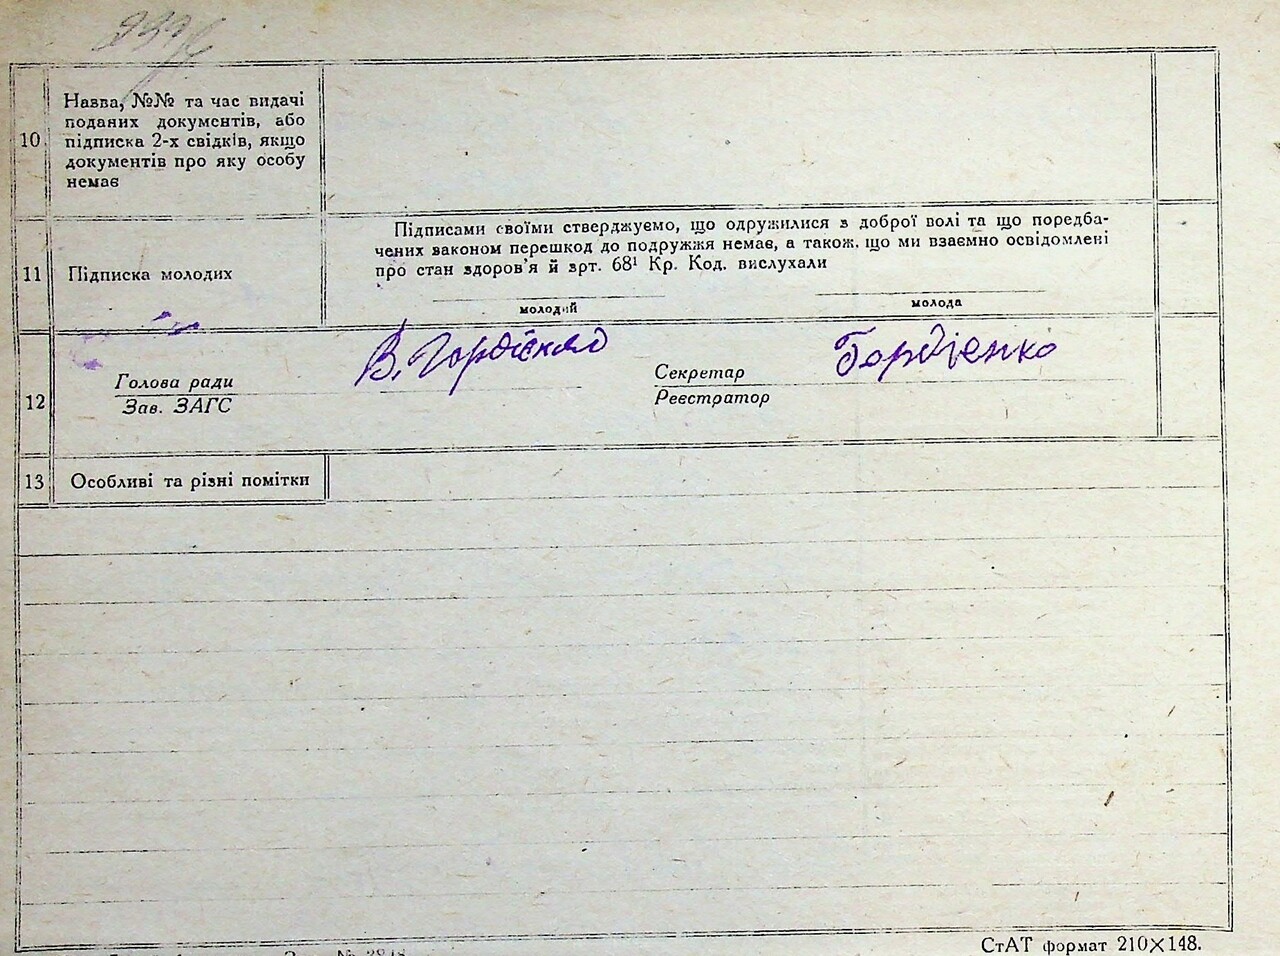 10
Назва, №№ та час видачі
поданих документів, або
підписка 2-х свідків, якщо
документів про яку особу
немає
11
Підписка молодих
Підписами своїми стверджуємо, що одружилися з доброї волі та що поредба-
чених законом перешкод до подружжя немає, а також, що ми взаємно освідомлені
про стан здоров'я й зрт. 68¹ Кр. Код. вислухали
молодий
молода
12
Голова ради
Зав. ЗАГС
В. Гордієнко
Секретар
Реєстратор
Гордієнко
13
Особливі та різні помітки
СтАТ формат 210×148.